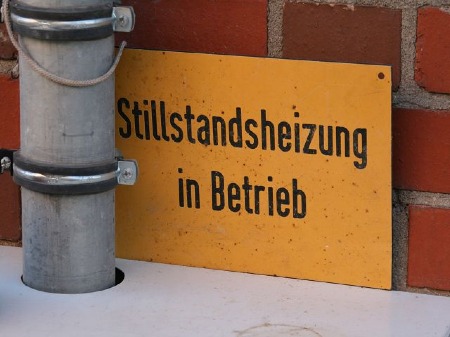 Stillstandsheizung
in Betrieb